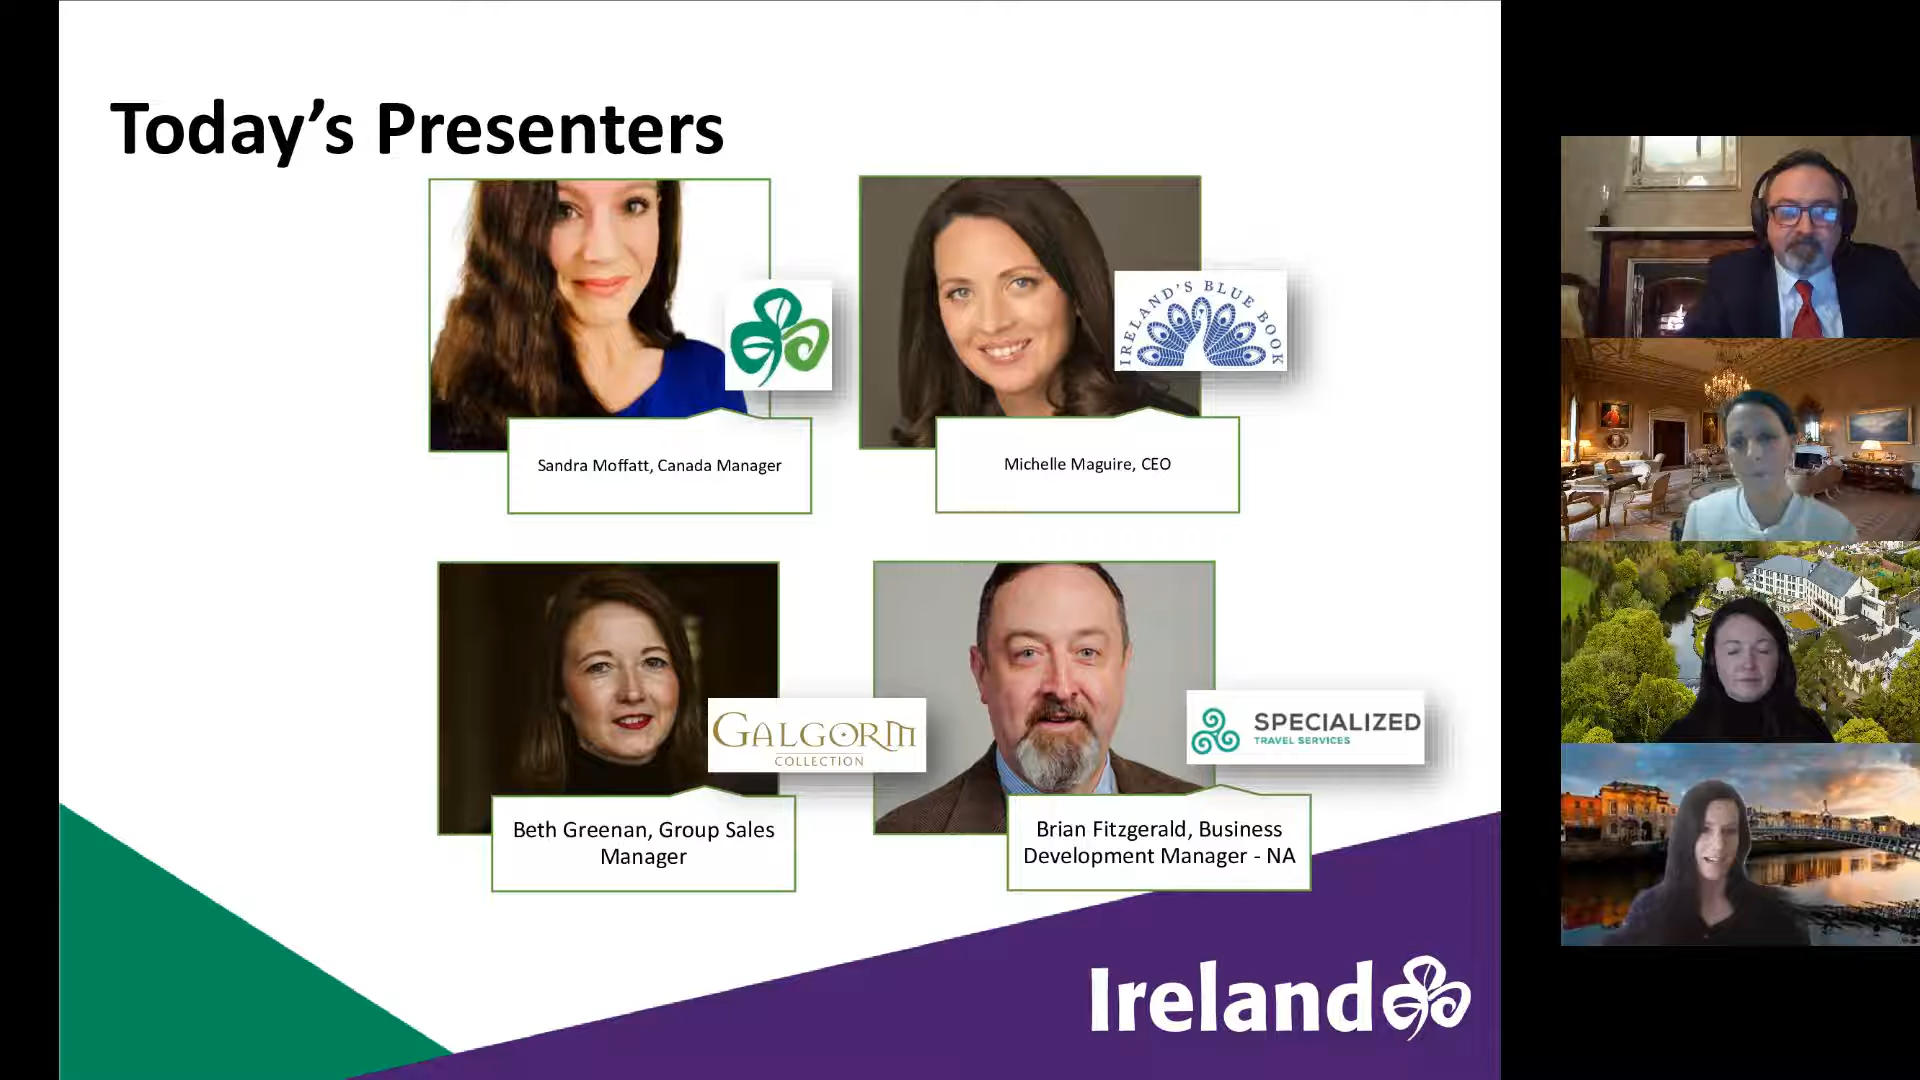 Today’s Presenters
IRELAND'S BLUE BOOK
Sandra Moffatt, Canada Manager
Michelle Maguire, CEO
GALGORM
COLLECTION
SPECIALIZED
TRAVEL SERVICES
Beth Greenan, Group Sales
Manager
Brian Fitzgerald, Business
Development Manager - NA
Ireland